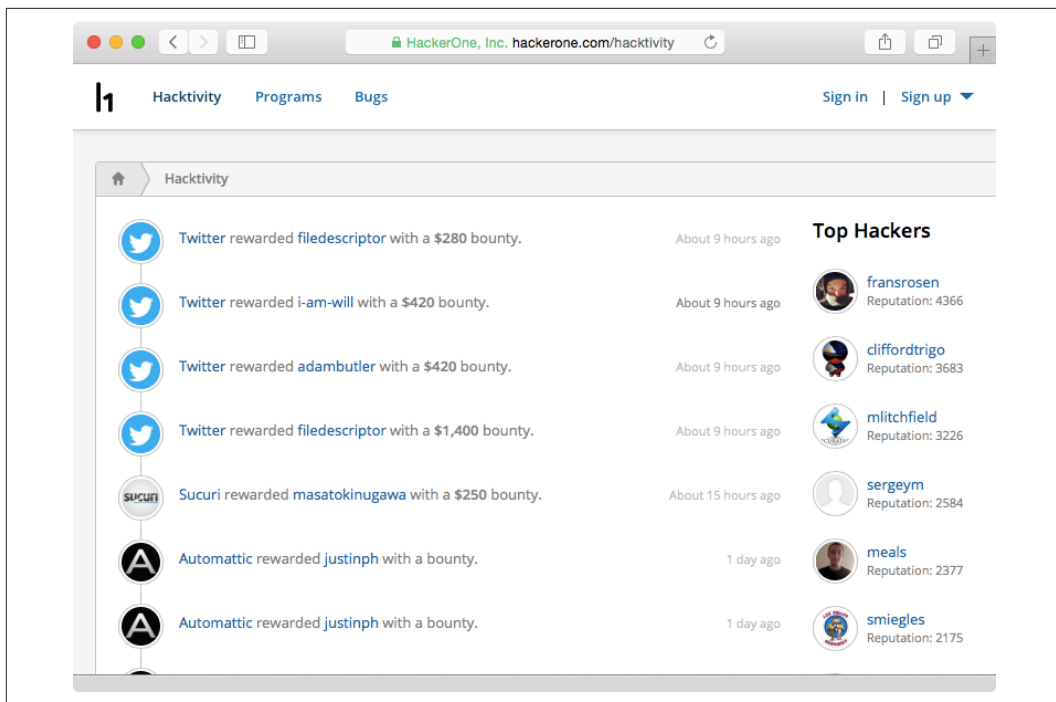 HackerOne, Inc. hackerone.com/hacktivity
Hacktivity Programs Bugs Sign in | Sign up
Hacktivity
Twitter rewarded filedescriptor with a $280 bounty. About 9 hours ago
Twitter rewarded i-am-will with a $420 bounty. About 9 hours ago
Twitter rewarded adambutler with a $420 bounty. About 9 hours ago
Twitter rewarded filedescriptor with a $1,400 bounty. About 9 hours ago
sucuri
Sucuri rewarded masatokinugawa with a $250 bounty. About 15 hours ago
A
Automattic rewarded justinph with a bounty. 1 day ago
A
Automattic rewarded justinph with a bounty. 1 day ago
Top Hackers
fransrosen
Reputation: 4366
cliffordtrigo
Reputation: 3683
mlitchfield
Reputation: 3226
sergeym
Reputation: 2584
meals
Reputation: 2377
smiegles
Reputation: 2175